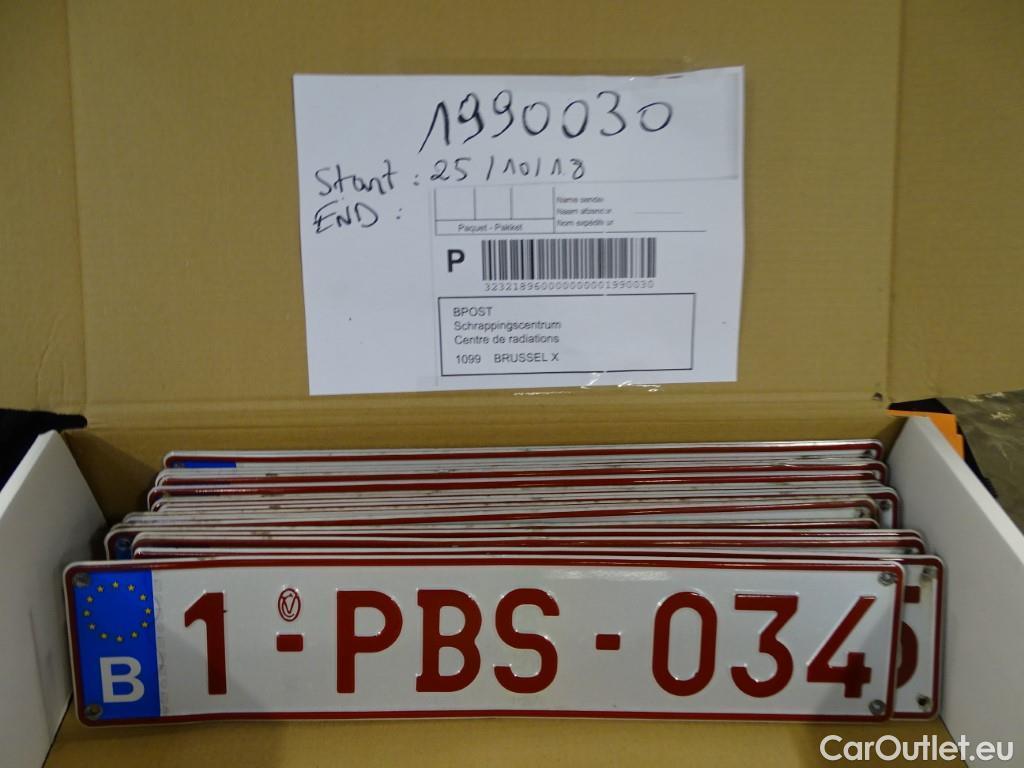 1990030
Start: 25/10/18
END:
Name sender
Naam afzender
Nom expéditeur
Paquet - Pakket
P
323218960000000001990030
BPOST
Schrappingscentrum
Centre de radiations
1099 BRUSSEL X
B 1-PBS-034
CarOutlet.eu